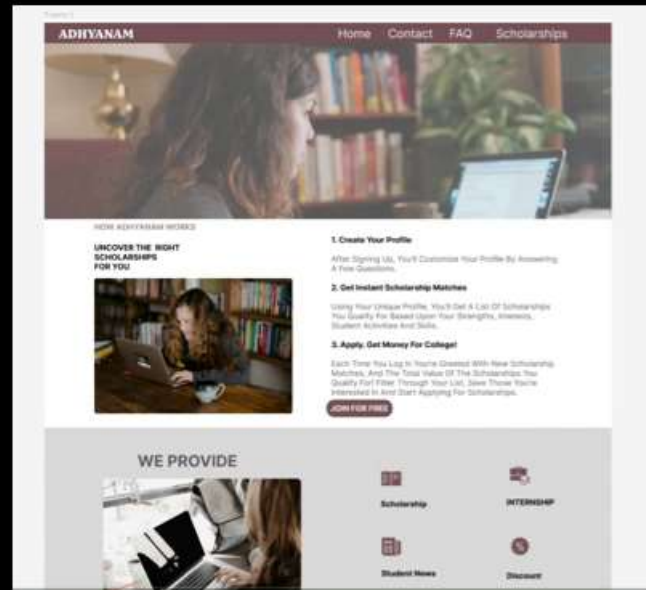 ADHYANAM
Home Contact FAQ Scholarships
HOW ADHYANAM WORKS
UNCOVER THE RIGHT
SCHOLARSHIPS
FOR YOU
1. Create Your Profile
After Signing Up, You'll Customize Your Profile By Answering
A Few Questions.
2. Get Instant Scholarship Matches
Using Your Unique Profile, You'll Get A List Of Scholarships
You Qualify For Based Upon Your Strengths, Interests,
Student Activities And Skills.
3. Apply. Get Money For College!
Each Time You Log In You're Greeted With New Scholarship
Matches, And The Total Value Of The Scholarships You
Qualify For! Filter Through Your List, Save Those You're
Interested In And Start Applying For Scholarships.
JOIN FOR FREE
WE PROVIDE
Scholarship
INTERNSHIP
Student News
Discount